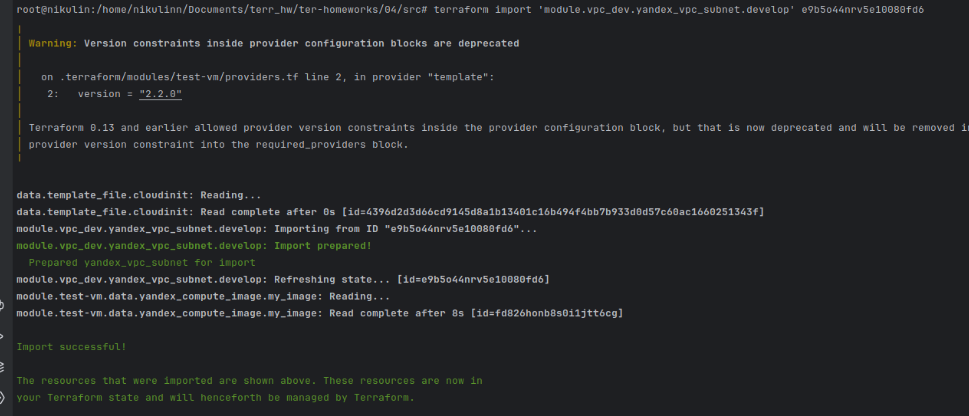 root@nikulin:/home/nikulinn/Documents/terr_hw/ter-homeworks/04/src# terraform import 'module.vpc_dev.yandex_vpc_subnet.develop' e9b5o44nrv5e10080fd6
Warning: Version constraints inside provider configuration blocks are deprecated
on .terraform/modules/test-vm/providers.tf line 2, in provider "template":
2: version = "2.2.0"
Terraform 0.13 and earlier allowed provider version constraints inside the provider configuration block, but that is now deprecated and will be removed i
provider version constraint into the required_providers block.
data.template_file.cloudinit: Reading...
data.template_file.cloudinit: Read complete after 0s [id=4396d2d3d66cd9145d8a1b13401c16b494f4bb7b933d0d57c60ac1660251343f]
module.vpc_dev.yandex_vpc_subnet.develop: Importing from ID "e9b5o44nrv5e10080fd6"...
module.vpc_dev.yandex_vpc_subnet.develop: Import prepared!
Prepared yandex_vpc_subnet for import
module.vpc_dev.yandex_vpc_subnet.develop: Refreshing state... [id=e9b5o44nrv5e10080fd6]
module.test-vm.data.yandex_compute_image.my_image: Reading...
module.test-vm.data.yandex_compute_image.my_image: Read complete after 8s [id=fd826honb8s0i1jtt6cg]
Import successful!
The resources that were imported are shown above. These resources are now in
your Terraform state and will henceforth be managed by Terraform.